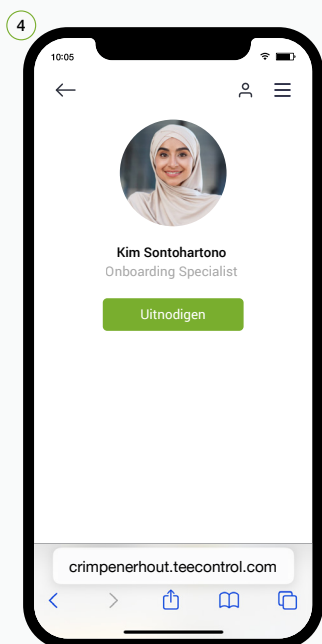 4
10:05
Kim Sontohartono
Onboarding Specialist
Uitnodigen
crimpenerhout.teecontrol.com